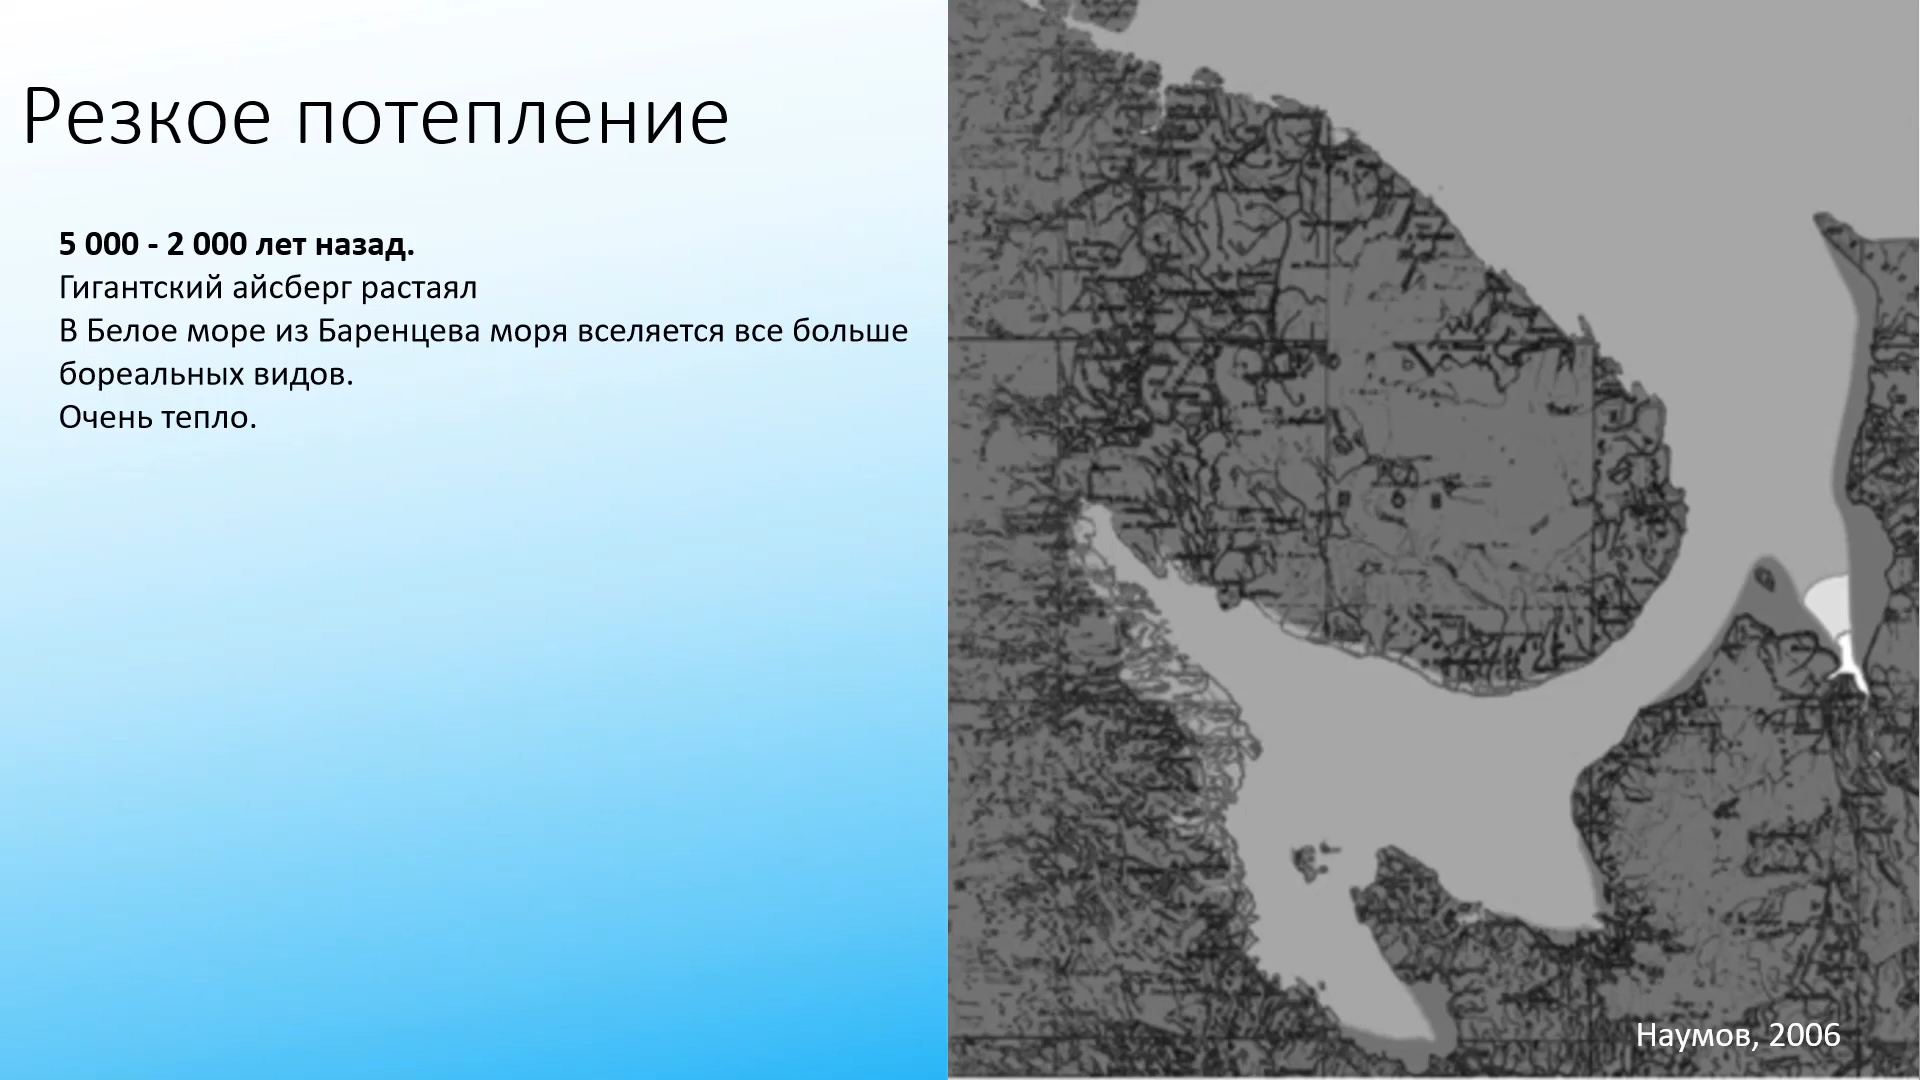 Резкое потепление
5 000 - 2 000 лет назад.
Гигантский айсберг растаял
В Белое море из Баренцева моря вселяется все больше
бореальных видов.
Очень тепло.
Наумов, 2006